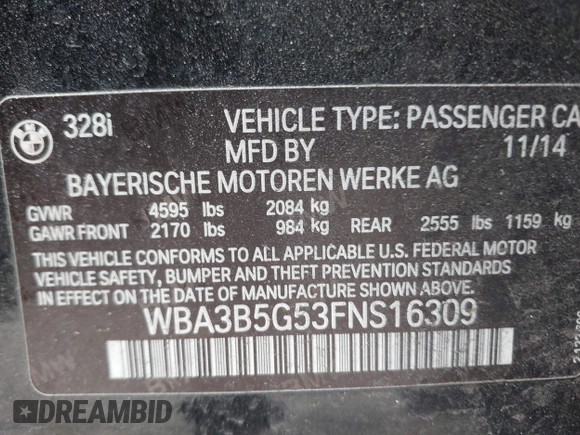 328i VEHICLE TYPE: PASSENGER CA
MFD BY 11/14
BAYERISCHE MOTOREN WERKE AG
GVWR 4595 lbs 2084 kg
GAWR FRONT 2170 lbs 984 kg REAR 2555 lbs 1159 kg
THIS VEHICLE CONFORMS TO ALL APPLICABLE U.S. FEDERAL MOTOR
VEHICLE SAFETY, BUMPER AND THEFT PREVENTION STANDARDS
IN EFFECT ON THE DATE OF MANUFACTURE SHOWN ABOVE.
WBA3B5G53FNS16309
DREAMBID